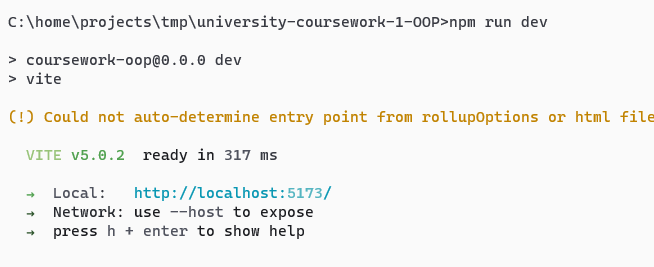 C:\home\projects\tmp\university-coursework-1-OOP>npm run dev
> coursework-oop@0.0.0 dev
> vite
(!) Could not auto-determine entry point from rollupOptions or html file
VITE v5.0.2 ready in 317 ms
➜ Local: http://localhost:5173/
➜ Network: use --host to expose
➜ press h + enter to show help